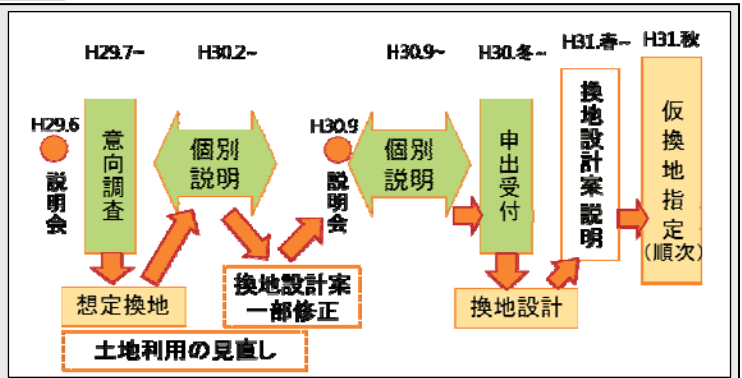 H29.7~
H30.2~
H30.9~
H30.冬~
H31.春~
H31.秋
H29.6
説明会
意向調査
個別
説明
H30.9
説明会
個別
説明
申出受付
換地設計案説明
仮換地指定
(順次)
想定換地
換地設計案
一部修正
換地設計
土地利用の見直し